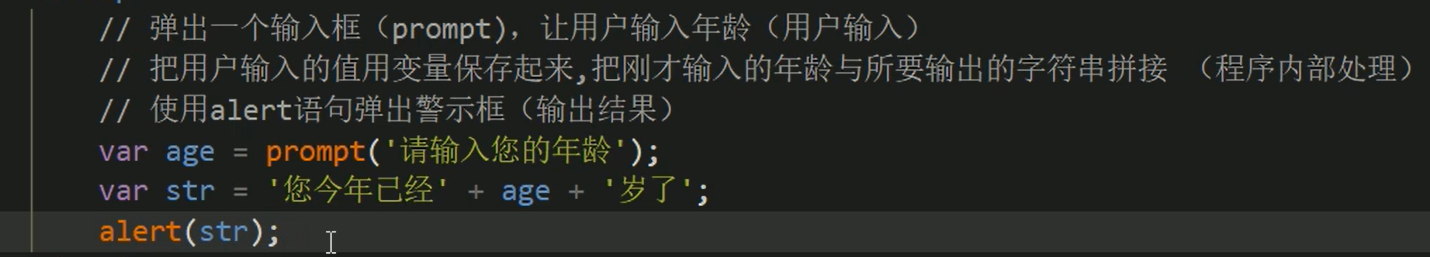 // 弹出一个输入框（prompt)，让用户输入年龄（用户输入）
// 把用户输入的值用变量保存起来,把刚才输入的年龄与所要输出的字符串拼接 （程序内部处理）
// 使用alert语句弹出警示框（输出结果）
var age = prompt('请输入您的年龄');
var str = '您今年已经' + age + '岁了';
alert(str);